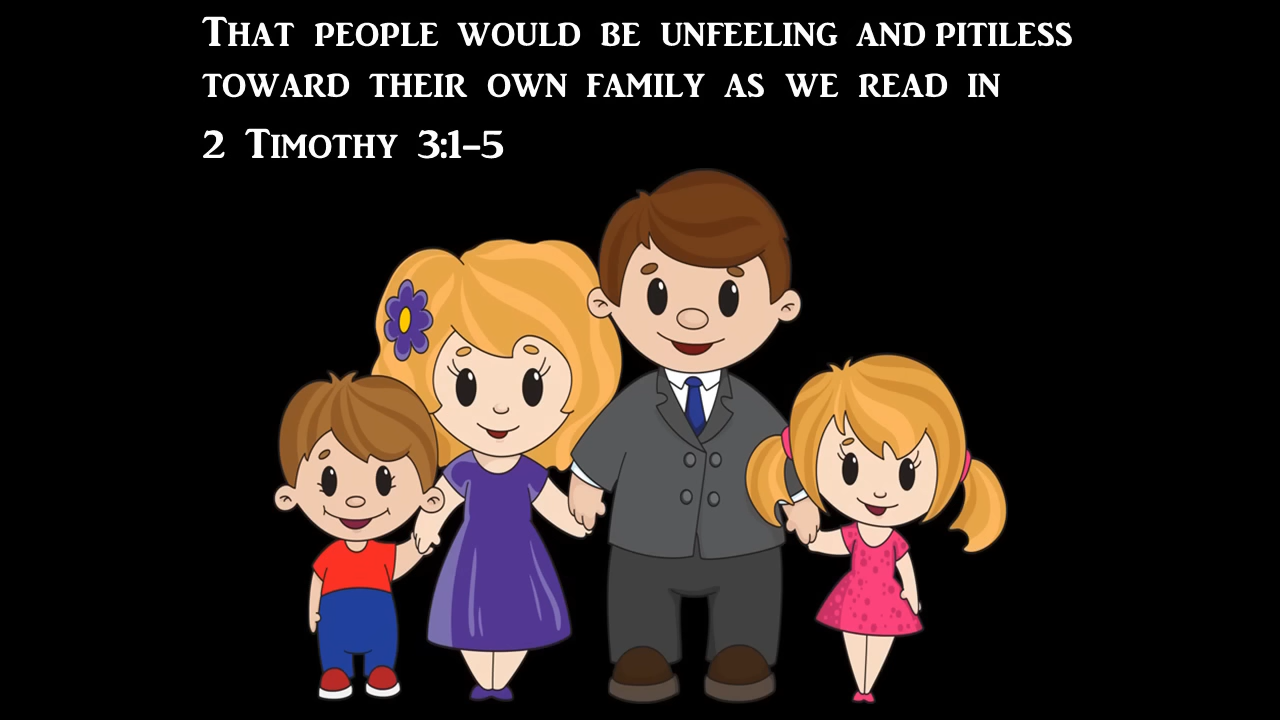 That people would be unfeeling and pitiless
toward their own family as we read in
2 Timothy 3:1-5